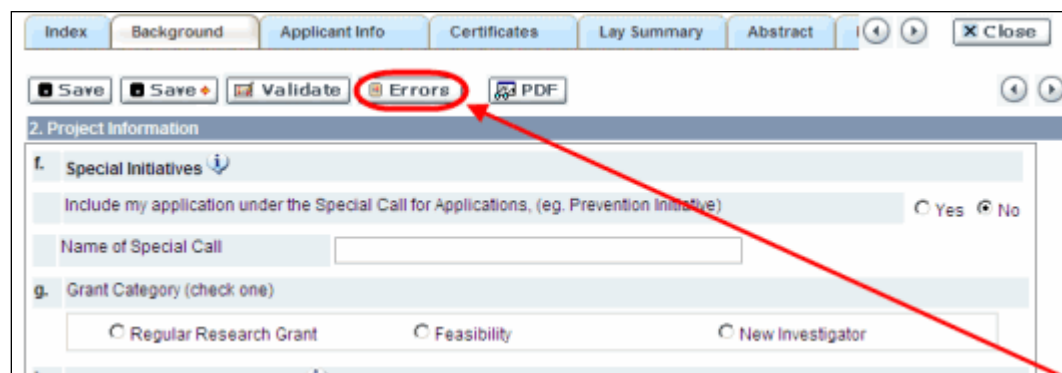 Index Background Applicant Info Certificates Lay Summary Abstract Close
Save Save Validate Errors PDF
2. Project Information
f. Special Initiatives
Include my application under the Special Call for Applications, (eg. Prevention Initiative) Yes No
Name of Special Call
g. Grant Category (check one)
Regular Research Grant Feasibility New Investigator